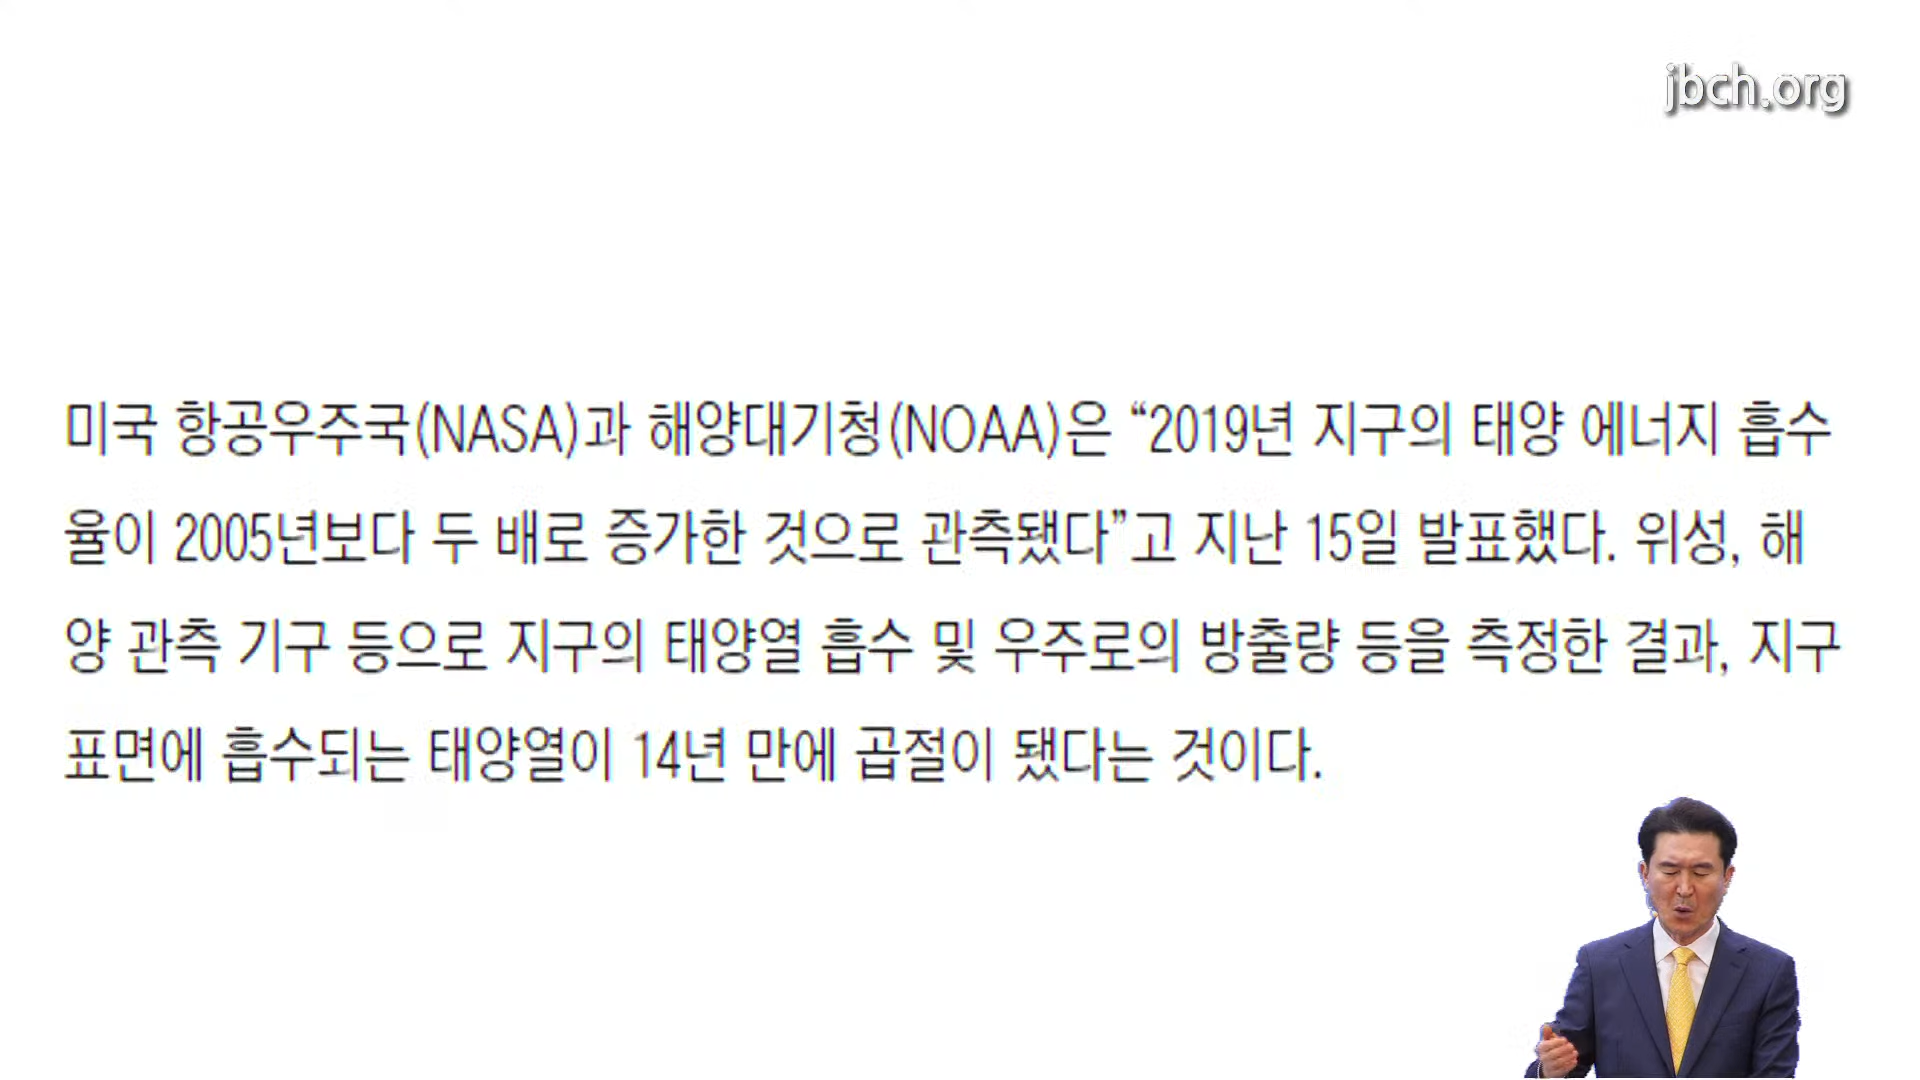 jbch.org
미국 항공우주국(NASA)과 해양대기청(NOAA)은 “2019년 지구의 태양 에너지 흡수
율이 2005년보다 두 배로 증가한 것으로 관측됐다”고 지난 15일 발표했다. 위성, 해
양 관측 기구 등으로 지구의 태양열 흡수 및 우주로의 방출량 등을 측정한 결과, 지구
표면에 흡수되는 태양열이 14년 만에 곱절이 됐다는 것이다.